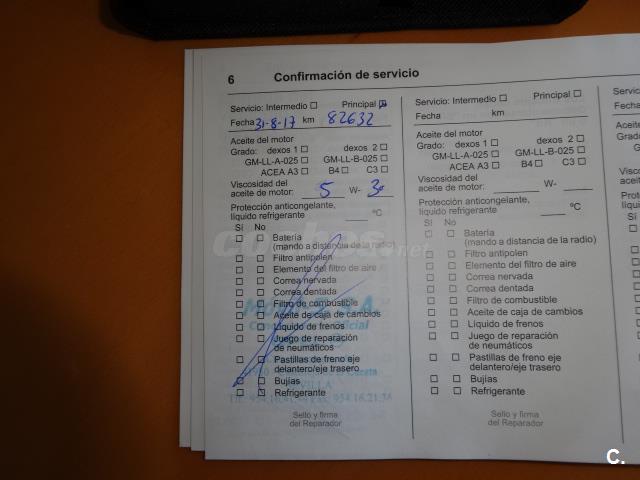 6 Confirmación de servicio
Servicio: Intermedio □ Principal □
Fecha 31-8-17 km 82632
Aceite del motor
Grado: dexos 1 □ dexos 2 □
GM-LL-A-025 □ GM-LL-B-025 □
ACEA A3 □ B4 □ C3 □
Viscosidad del
aceite de motor: 5 W- 30
Protección anticongelante,
líquido refrigerante ____ ºC
Sí No
□ □ Batería
(mando a distancia de la radio)
□ □ Filtro antipolen
□ □ Elemento del filtro de aire
□ □ Correa nervada
□ □ Correa dentada
□ □ Filtro de combustible
□ □ Aceite de caja de cambios
□ □ Líquido de frenos
□ □ Juego de reparación
de neumáticos
□ □ Pastillas de freno eje
delantero/eje trasero
□ □ Bujías
□ □ Refrigerante
Sello y firma
del Reparador
Servicio: Intermedio □ Principal □
Fecha km
Aceite del motor
Grado: dexos 1 □ dexos 2 □
GM-LL-A-025 □ GM-LL-B-025 □
ACEA A3 □ B4 □ C3 □
Viscosidad del
aceite de motor: ____ W- ____
Protección anticongelante,
líquido refrigerante ____ ºC
Sí No
□ □ Batería
(mando a distancia de la radio)
□ □ Filtro antipolen
□ □ Elemento del filtro de aire
□ □ Correa nervada
□ □ Correa dentada
□ □ Filtro de combustible
□ □ Aceite de caja de cambios
□ □ Líquido de frenos
□ □ Juego de reparación
de neumáticos
□ □ Pastillas de freno eje
delantero/eje trasero
□ □ Bujías
□ □ Refrigerante
Sello y firma
del Reparador
coches.net
C.